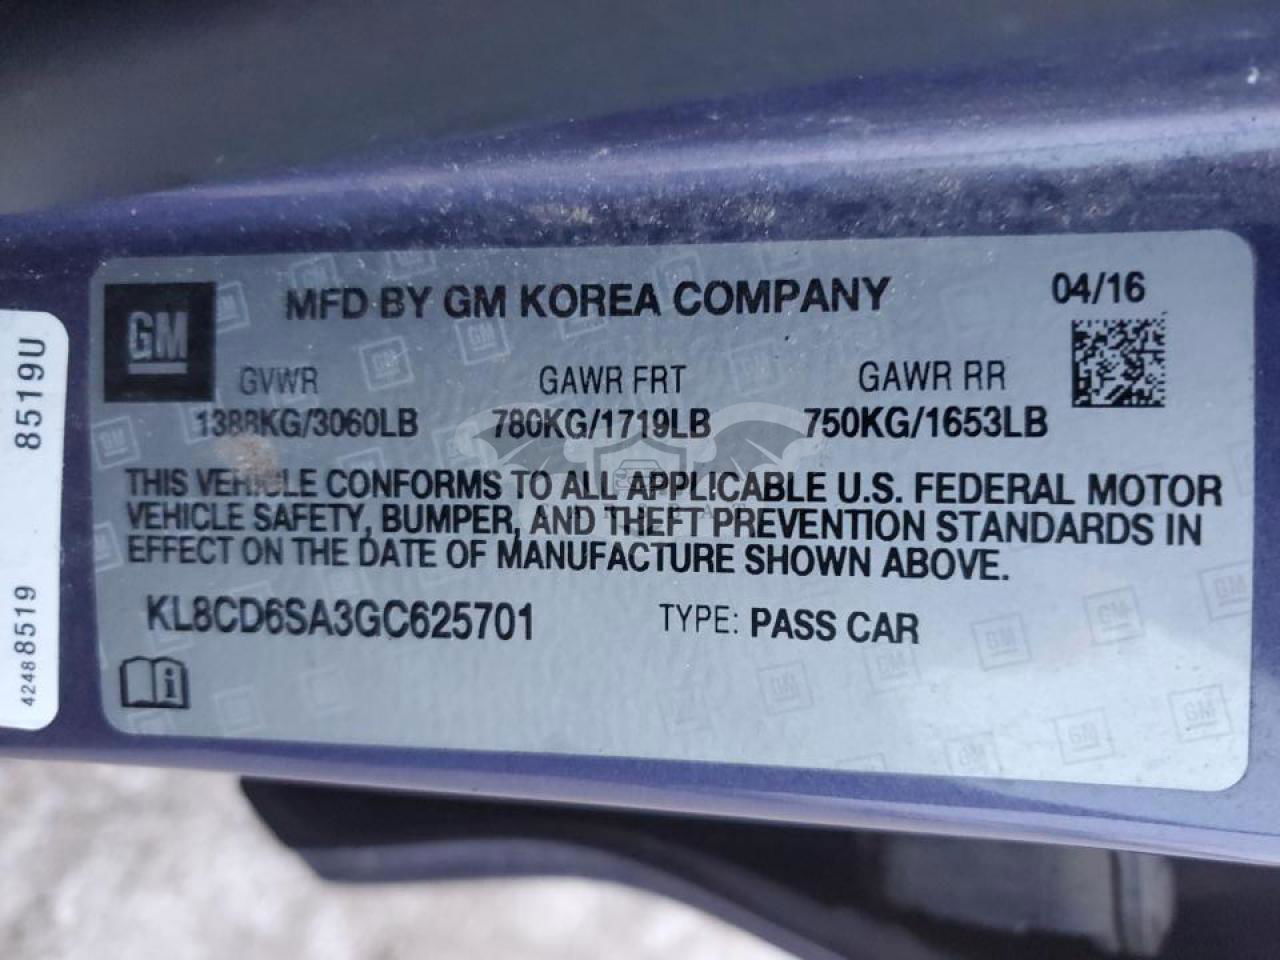 GM
MFD BY GM KOREA COMPANY
04/16
GVWR GAWR FRT GAWR RR
1388KG/3060LB 780KG/1719LB 750KG/1653LB
THIS VEHICLE CONFORMS TO ALL APPLICABLE U.S. FEDERAL MOTOR
VEHICLE SAFETY, BUMPER, AND THEFT PREVENTION STANDARDS IN
EFFECT ON THE DATE OF MANUFACTURE SHOWN ABOVE.
KL8CD6SA3GC625701 TYPE: PASS CAR
8519U
42488519